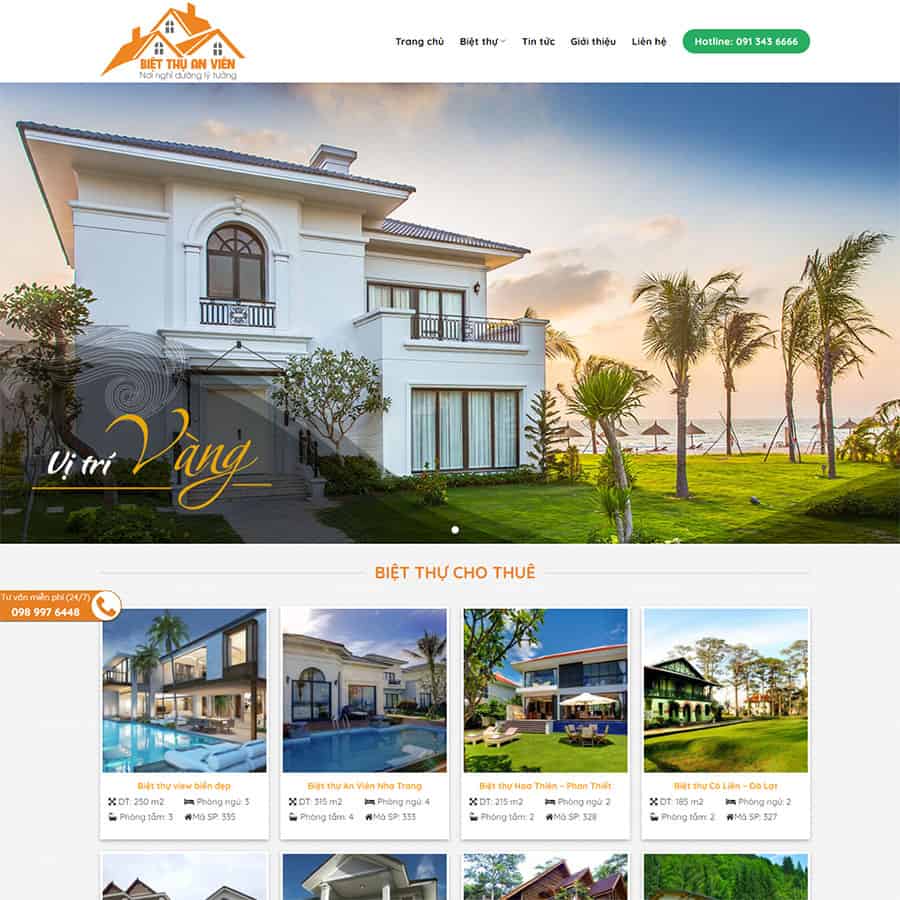 BIỆT THỰ AN VIÊN
Nơi nghỉ dưỡng lý tưởng
Trang chủ
Biệt thự
Tin tức
Giới thiệu
Liên hệ
Hotline: 091 343 6666
Vị trí Vàng
BIỆT THỰ CHO THUÊ
Tư vấn miễn phí (24/7)
098 997 6448
Biệt thự view biển đẹp
DT: 250 m2
Phòng ngủ: 3
Phòng tắm: 3
Mã SP: 335
Biệt thự An Viên Nha Trang
DT: 315 m2
Phòng ngủ: 4
Phòng tắm: 4
Mã SP: 333
Biệt thự Hoa Thiên – Phan Thiết
DT: 215 m2
Phòng ngủ: 2
Phòng tắm: 2
Mã SP: 328
Biệt thự Cô Liên – Đà Lạt
DT: 185 m2
Phòng ngủ: 2
Phòng tắm: 2
Mã SP: 327